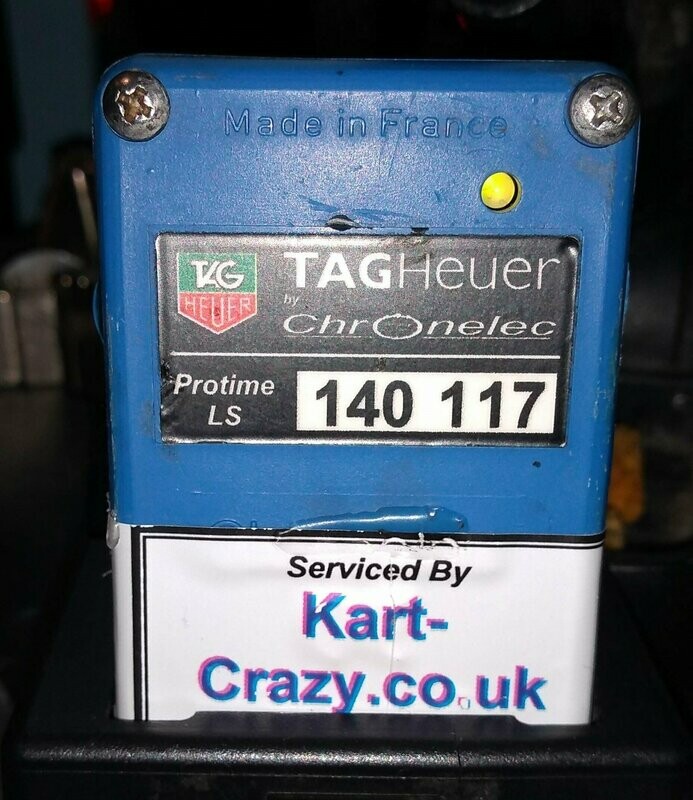 Made in France
TAG
HEUER
TAGHeuer
by
ChrOnelec
Protime
LS
140 117
Serviced By
Kart-
Crazy.co.uk